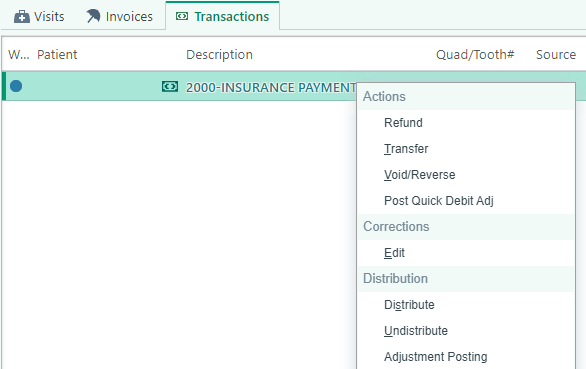 Visits Invoices Transactions
W... Patient Description Quad/Tooth# Source
2000-INSURANCE PAYMENT
Actions
Refund
Transfer
Void/Reverse
Post Quick Debit Adj
Corrections
Edit
Distribution
Distribute
Undistribute
Adjustment Posting